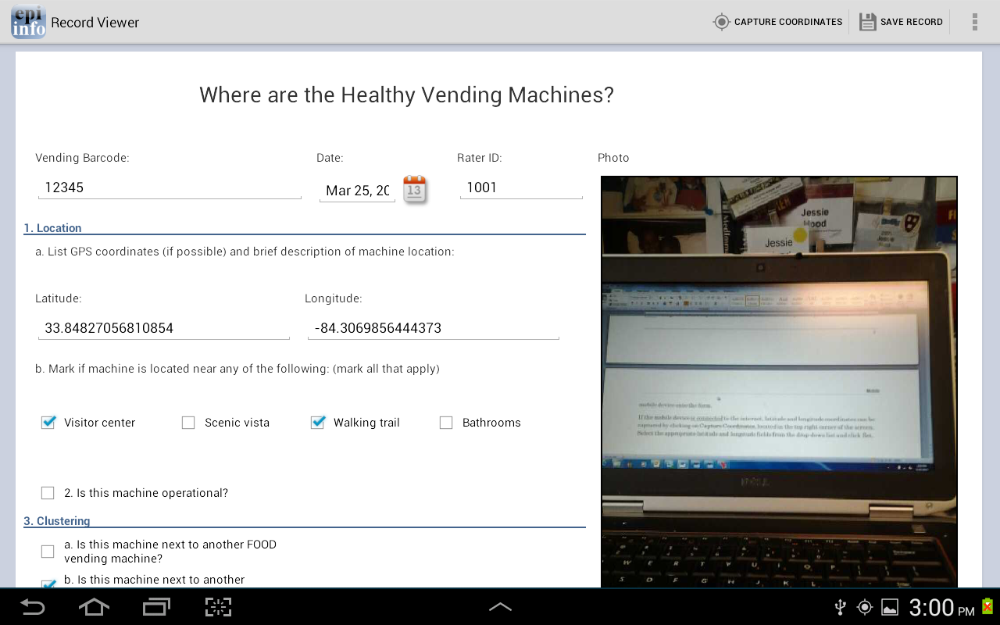 epi info Record Viewer CAPTURE COORDINATES SAVE RECORD
Where are the Healthy Vending Machines?
Vending Barcode: Date: Rater ID: Photo
12345 Mar 25, 20 13 1001
1. Location
a. List GPS coordinates (if possible) and brief description of machine location:
Latitude: Longitude:
33.84827056810854 -84.3069856444373
b. Mark if machine is located near any of the following: (mark all that apply)
Visitor center Scenic vista Walking trail Bathrooms
2. Is this machine operational?
3. Clustering
a. Is this machine next to another FOOD
vending machine?
b. Is this machine next to another
Jessie
Hood
Jessie
mobile device onto the form.
If the mobile device is connected to the internet, latitude and longitude coordinates can be
captured by clicking on Capture Coordinates, located in the top right corner of the screen.
Select the appropriate latitude and longitude fields from the drop down list and click Set.
DELL
3:00 PM